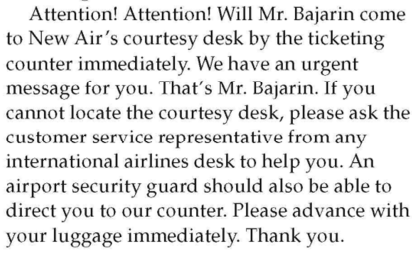 Attention! Attention! Will Mr. Bajarin come
to New Air's courtesy desk by the ticketing
counter immediately. We have an urgent
message for you. That's Mr. Bajarin. If you
cannot locate the courtesy desk, please ask the
customer service representative from any
international airlines desk to help you. An
airport security guard should also be able to
direct you to our counter. Please advance with
your luggage immediately. Thank you.